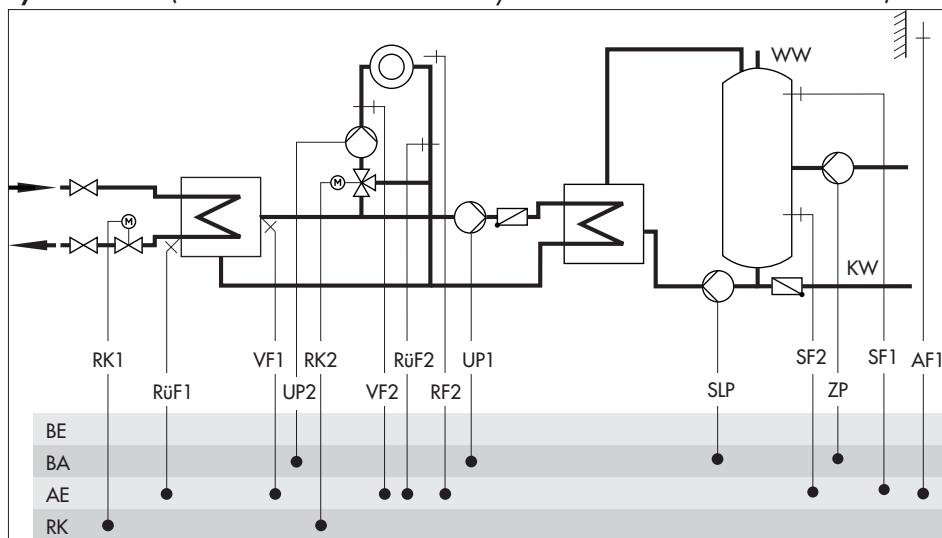 WW
M
M
KW
RK1 VF1 RK2 RüF2 UP1 SF2 SF1 AF1
RüF1 UP2 VF2 RF2 SLP ZP
BE
BA
AE
RK